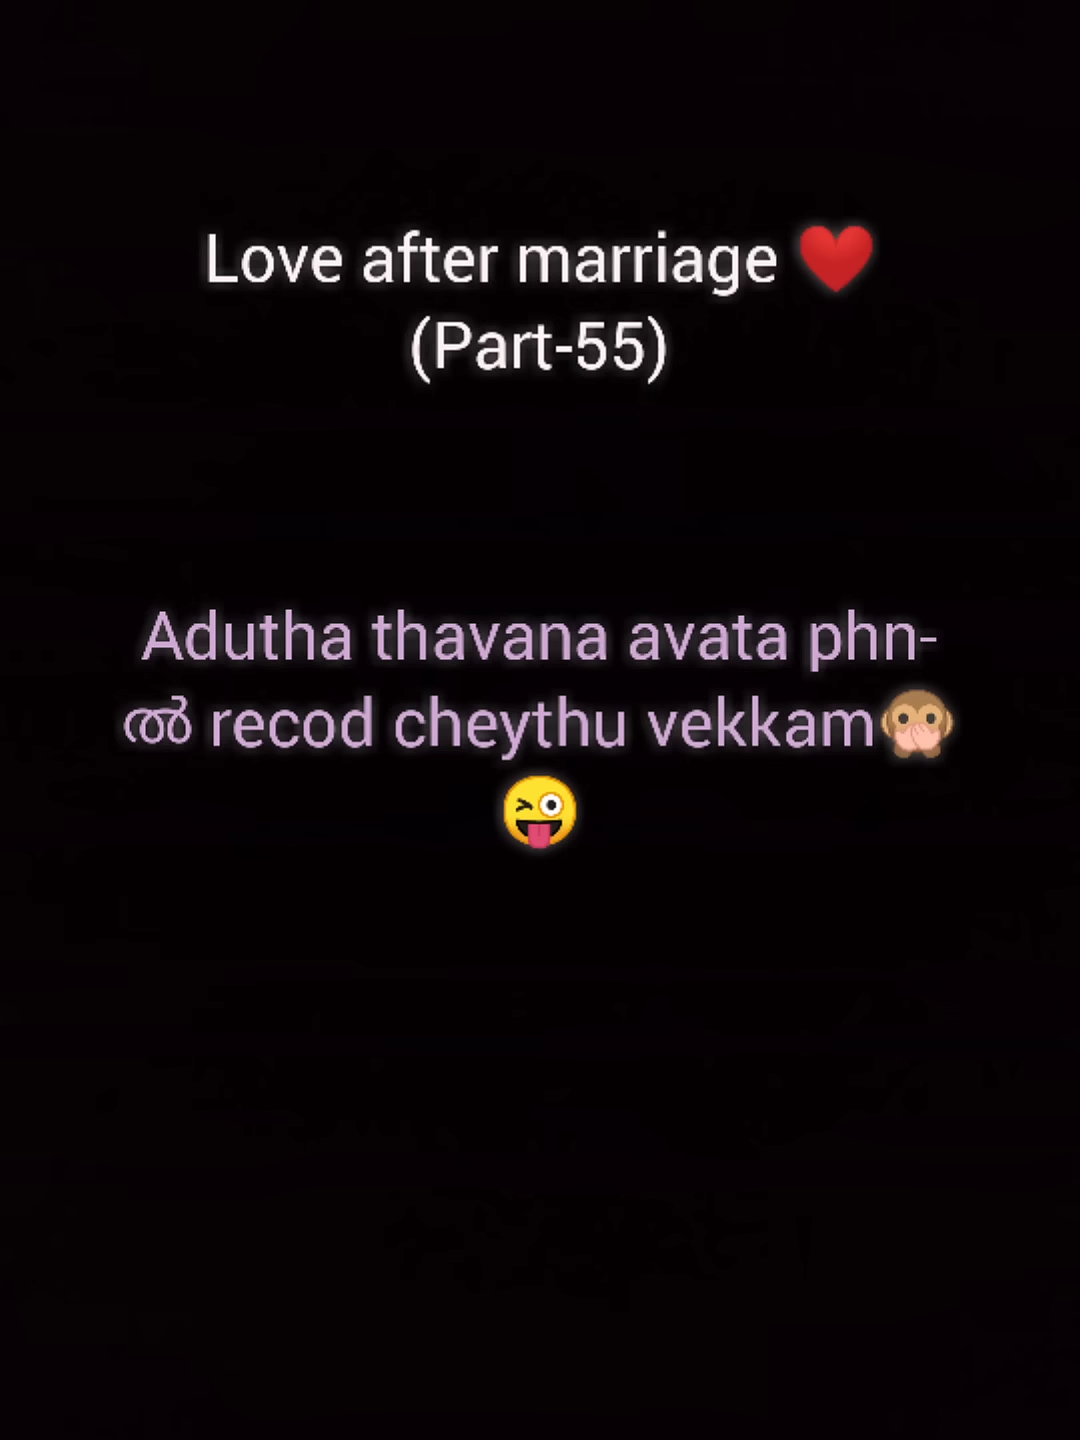 Love after marriage ❤️
(Part-55)
Adutha thavana avata phn-
ൽ recod cheythu vekkam🙊
😜